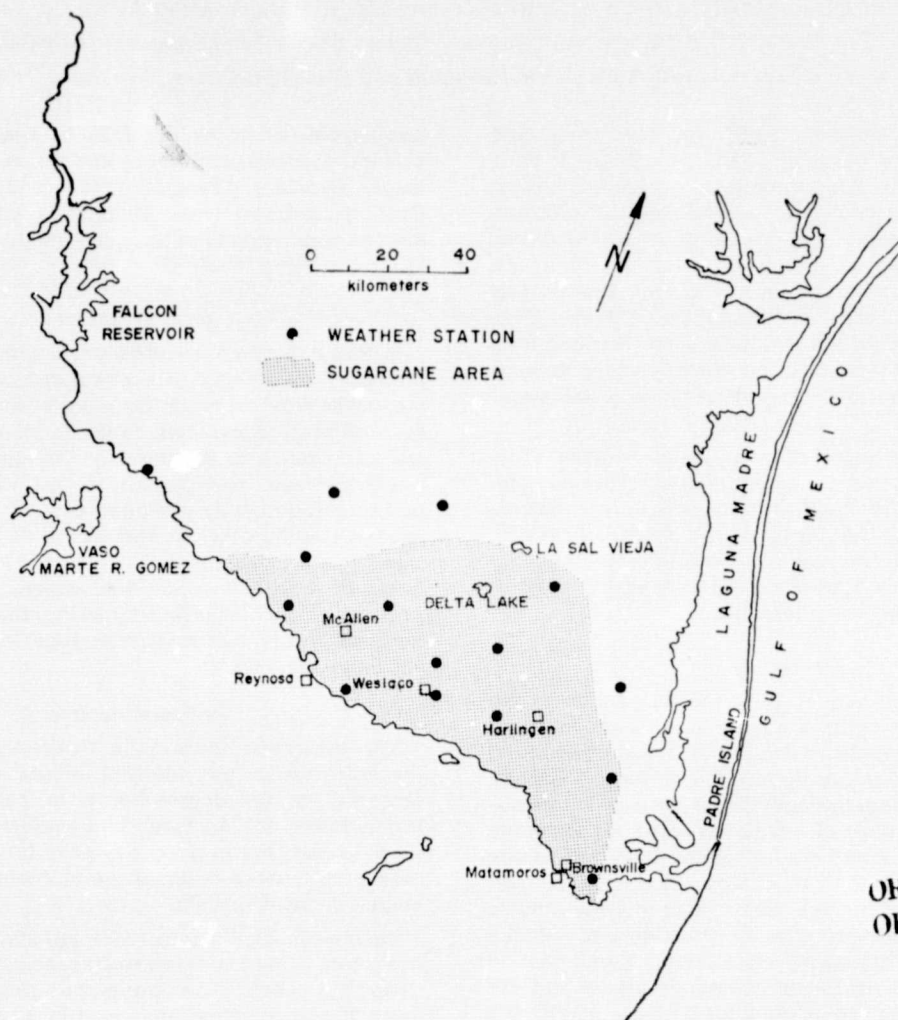 N
0 20 40
kilometers
FALCON
RESERVOIR
WEATHER STATION
SUGARCANE AREA
LAGUNA MADRE
GULF OF MEXICO
VASO
MARTE R. GOMEZ
LA SAL VIEJA
DELTA LAKE
McAllen
Reynosa
Weslaco
Harlingen
PADRE ISLAND
Matamoros
Brownsville